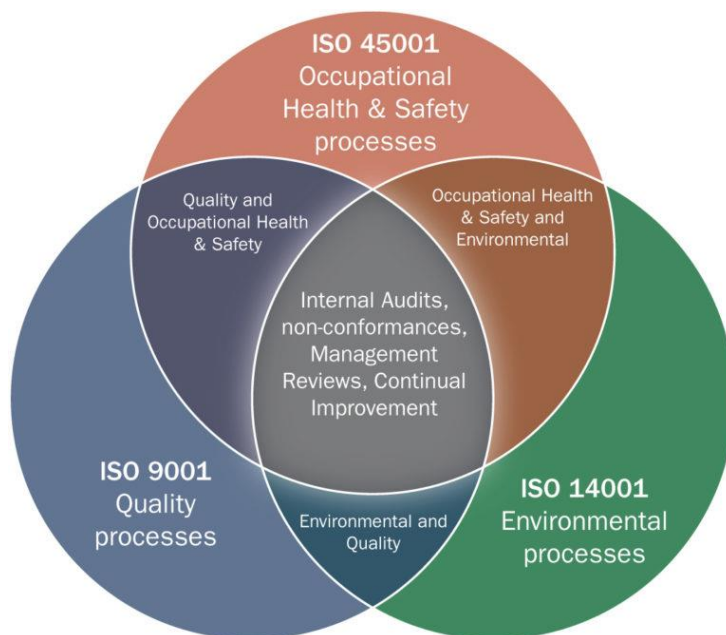 ISO 45001
Occupational
Health & Safety
processes
Quality and
Occupational Health
& Safety
Occupational Health
& Safety and
Environmental
Internal Audits,
non-conformances,
Management
Reviews, Continual
Improvement
ISO 9001
Quality
processes
Environmental and
Quality
ISO 14001
Environmental
processes